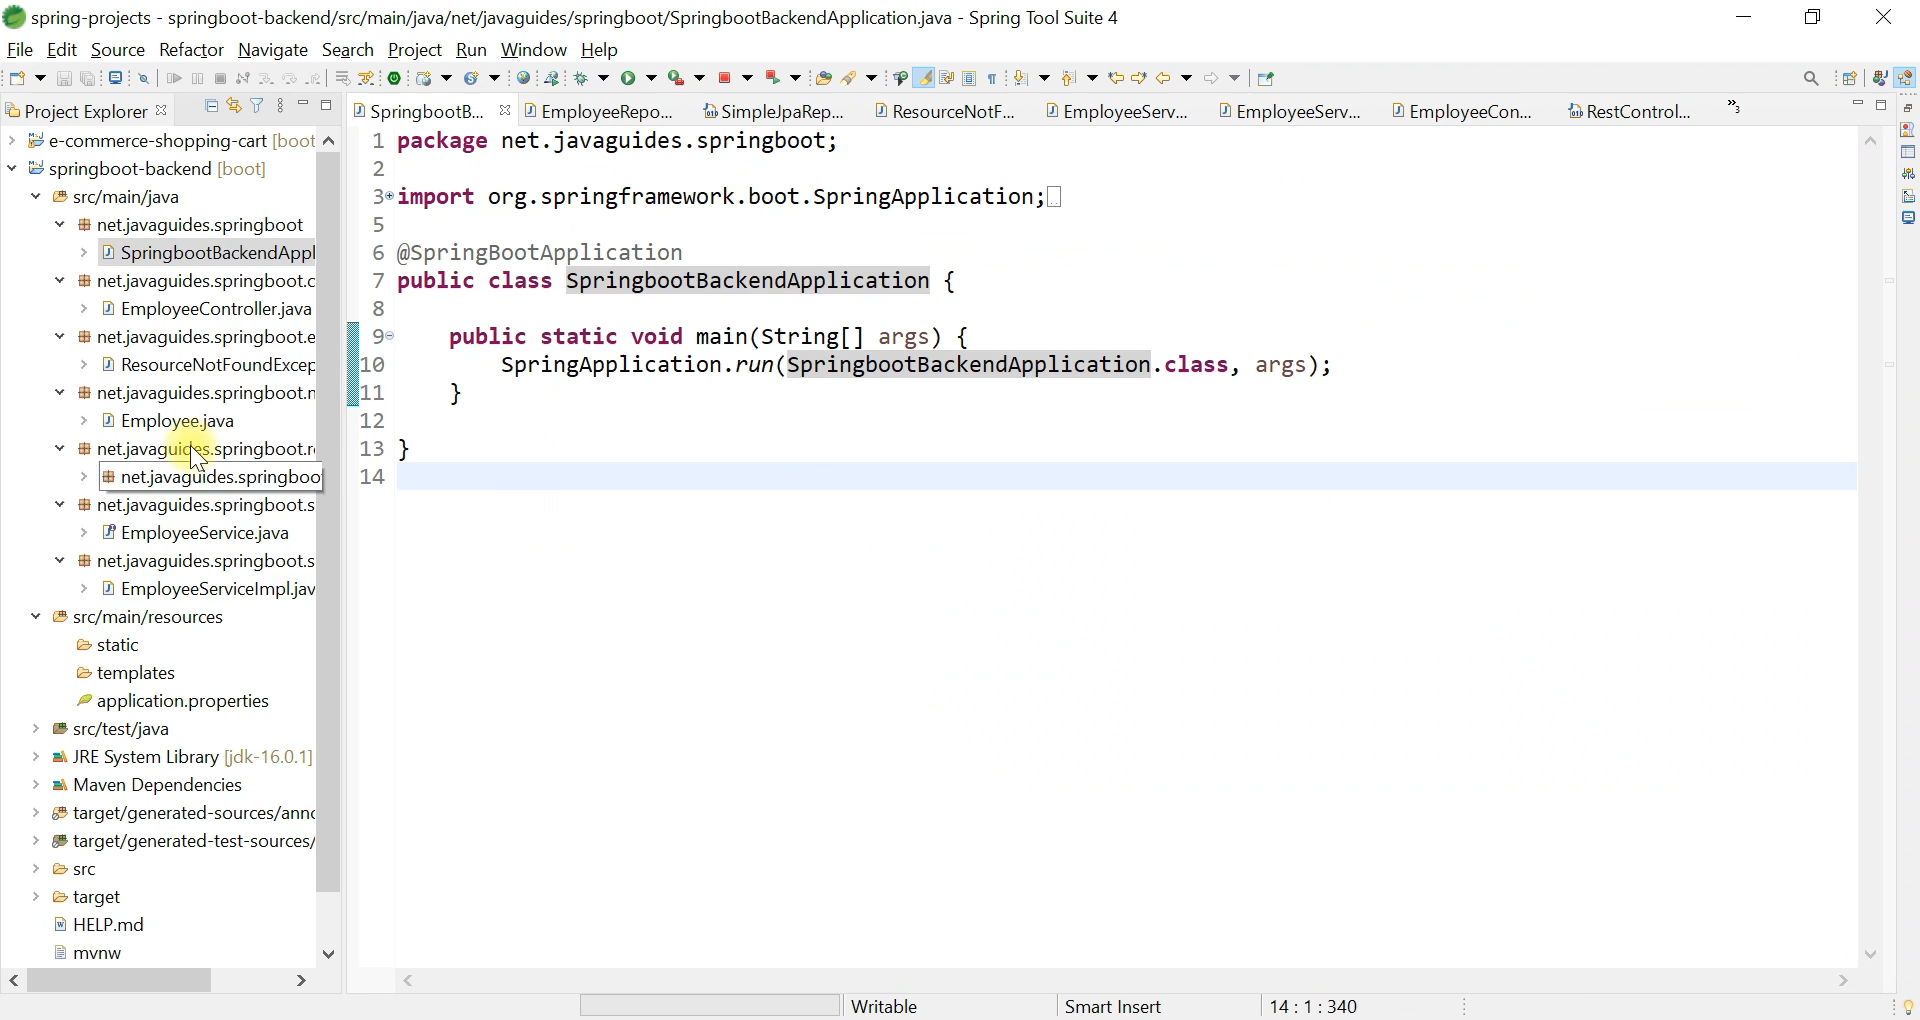 spring-projects - springboot-backend/src/main/java/net/javaguides/springboot/SpringbootBackendApplication.java - Spring Tool Suite 4
File Edit Source Refactor Navigate Search Project Run Window Help
Project Explorer
e-commerce-shopping-cart [boot
springboot-backend [boot]
src/main/java
net.javaguides.springboot
SpringbootBackendAppl
net.javaguides.springboot.c
EmployeeController.java
net.javaguides.springboot.e
ResourceNotFoundExcep
net.javaguides.springboot.n
Employee.java
net.javaguides.springboot.r
net.javaguides.springboo
net.javaguides.springboot.s
EmployeeService.java
net.javaguides.springboot.s
EmployeeServiceImpl.jav
src/main/resources
static
templates
application.properties
src/test/java
JRE System Library [jdk-16.0.1]
Maven Dependencies
target/generated-sources/anno
target/generated-test-sources/
src
target
HELP.md
mvnw
SpringbootB... EmployeeRepo... SimpleJpaRep... ResourceNotF... EmployeeServ... EmployeeServ... EmployeeCon... RestControl... »3
1 package net.javaguides.springboot;
2
3 import org.springframework.boot.SpringApplication;
5
6 @SpringBootApplication
7 public class SpringbootBackendApplication {
8
9 public static void main(String[] args) {
10 SpringApplication.run(SpringbootBackendApplication.class, args);
11 }
12
13 }
14
Writable Smart Insert 14 : 1 : 340